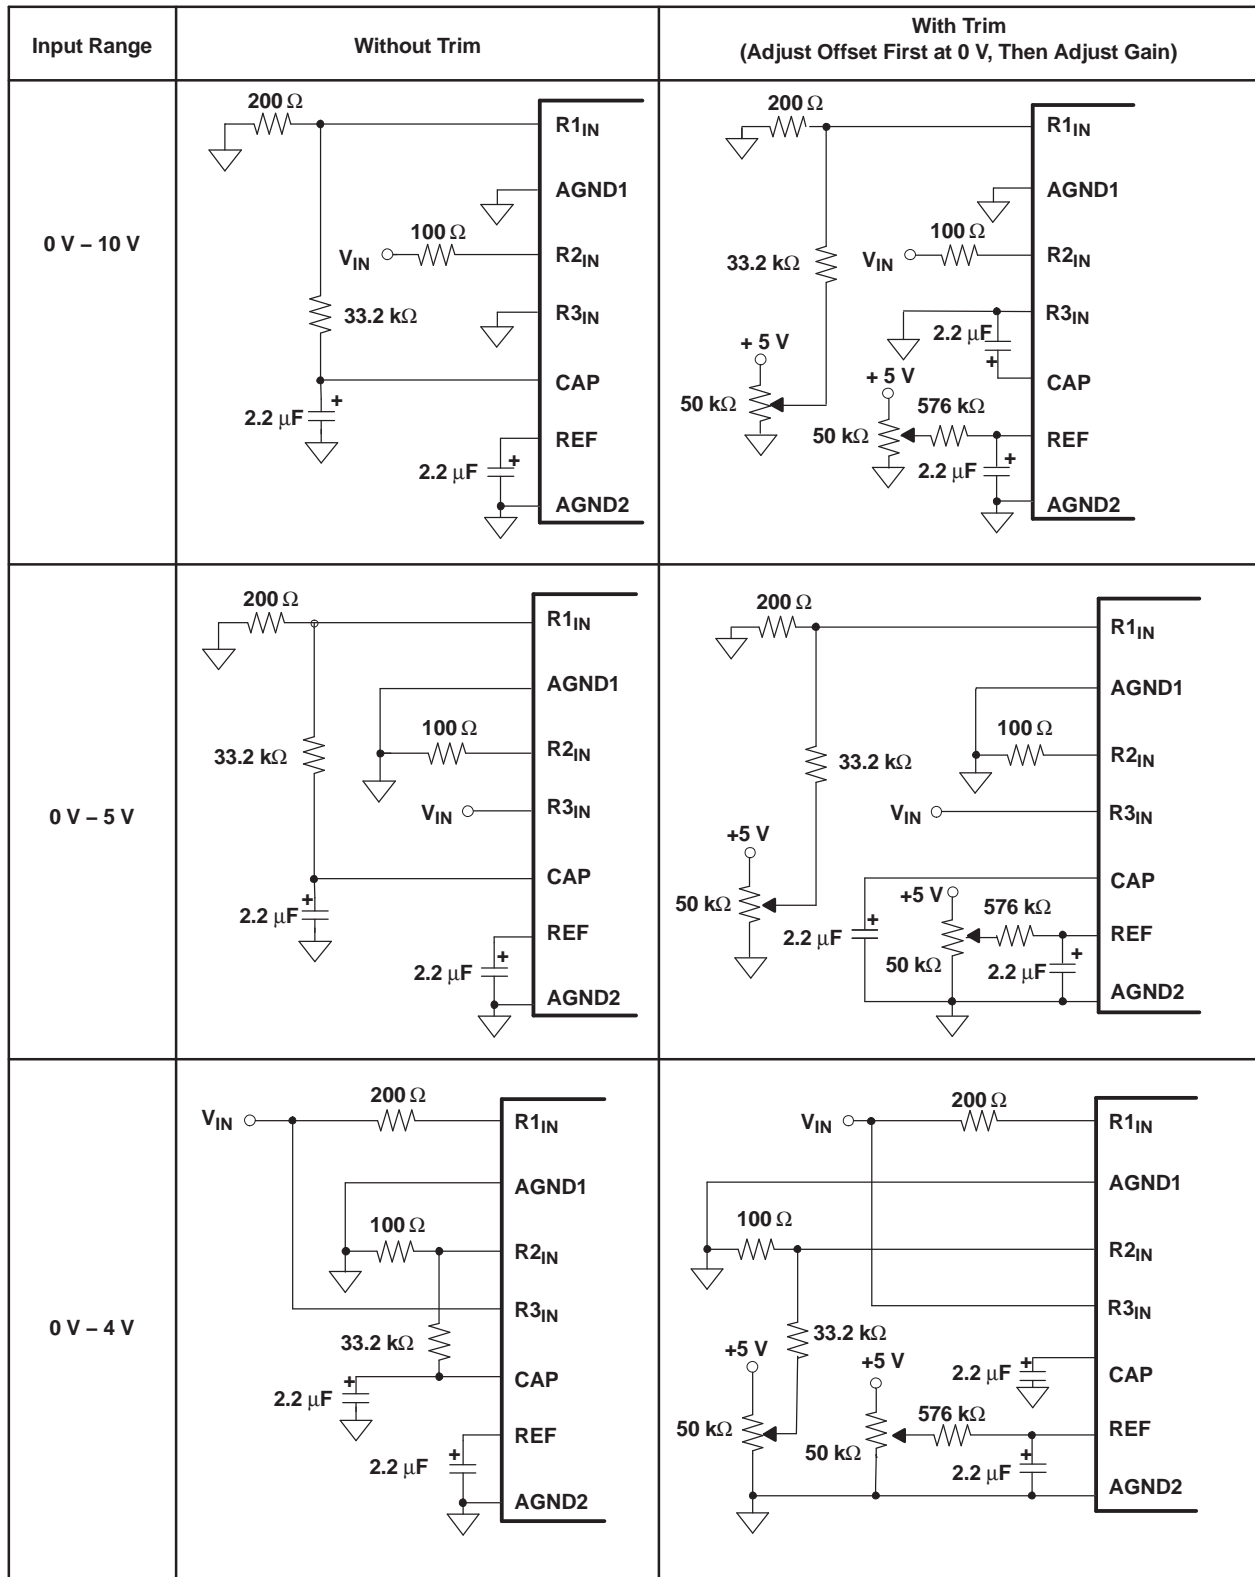 Input Range
Without Trim
With Trim
(Adjust Offset First at 0 V, Then Adjust Gain)
0 V – 10 V
200 Ω
R1IN
AGND1
100 Ω
VIN
R2IN
33.2 kΩ
R3IN
CAP
+
2.2 µF
REF
+
2.2 µF
AGND2
200 Ω
R1IN
AGND1
100 Ω
33.2 kΩ
VIN
R2IN
R3IN
2.2 µF
+
+ 5 V
CAP
+ 5 V
50 kΩ
576 kΩ
50 kΩ
REF
2.2 µF
+
AGND2
0 V – 5 V
200 Ω
R1IN
AGND1
100 Ω
33.2 kΩ
R2IN
VIN
R3IN
CAP
+
2.2 µF
REF
+
2.2 µF
AGND2
200 Ω
R1IN
AGND1
100 Ω
33.2 kΩ
R2IN
VIN
R3IN
+5 V
CAP
+5 V
50 kΩ
+
576 kΩ
2.2 µF
REF
50 kΩ
+
2.2 µF
AGND2
0 V – 4 V
200 Ω
VIN
R1IN
AGND1
100 Ω
R2IN
R3IN
33.2 kΩ
CAP
+
2.2 µF
REF
+
2.2 µF
AGND2
200 Ω
VIN
R1IN
AGND1
100 Ω
R2IN
R3IN
33.2 kΩ
+5 V
+5 V
+
2.2 µF
CAP
576 kΩ
50 kΩ
50 kΩ
REF
+
2.2 µF
AGND2